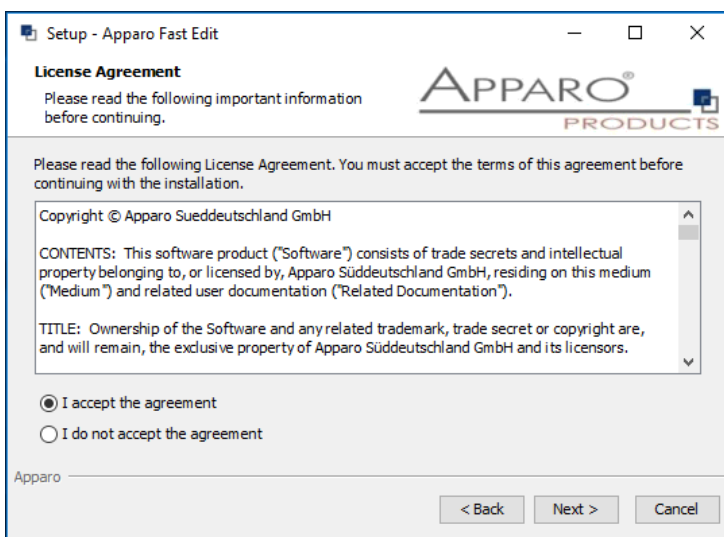 Setup - Apparo Fast Edit
License Agreement
Please read the following important information
before continuing.
APPARO®
PRODUCTS
Please read the following License Agreement. You must accept the terms of this agreement before
continuing with the installation.
Copyright © Apparo Sueddeutschland GmbH
CONTENTS: This software product ("Software") consists of trade secrets and intellectual
property belonging to, or licensed by, Apparo Süddeutschland GmbH, residing on this medium
("Medium") and related user documentation ("Related Documentation").
TITLE: Ownership of the Software and any related trademark, trade secret or copyright are,
and will remain, the exclusive property of Apparo Süddeutschland GmbH and its licensors.
I accept the agreement
I do not accept the agreement
Apparo
< Back
Next >
Cancel